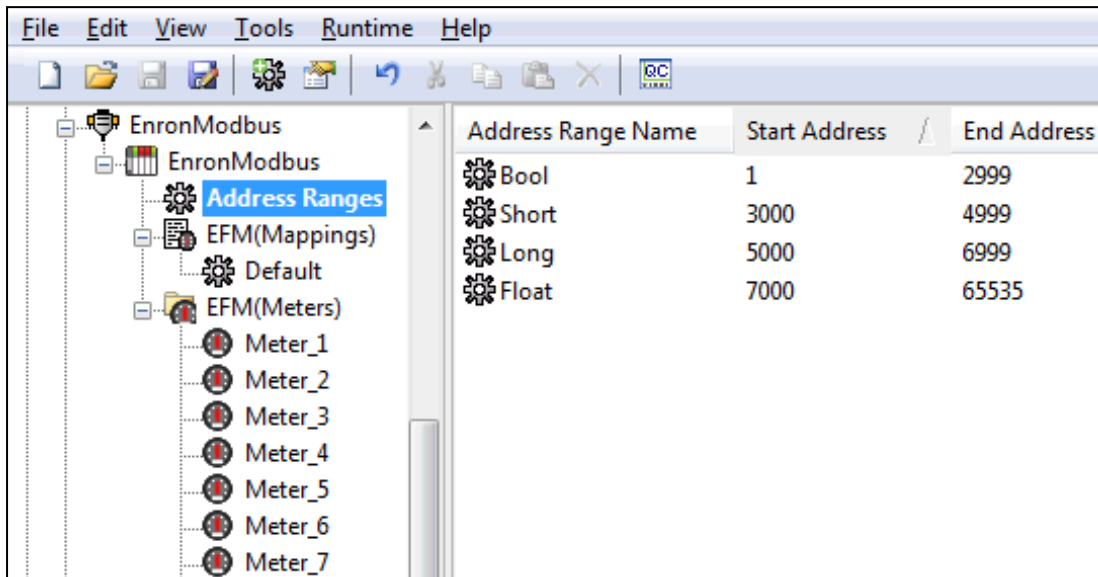 File Edit View Tools Runtime Help
QC
EnronModbus
EnronModbus
Address Ranges
EFM(Mappings)
Default
EFM(Meters)
Meter_1
Meter_2
Meter_3
Meter_4
Meter_5
Meter_6
Meter_7
Address Range Name Start Address End Address
Bool 1 2999
Short 3000 4999
Long 5000 6999
Float 7000 65535